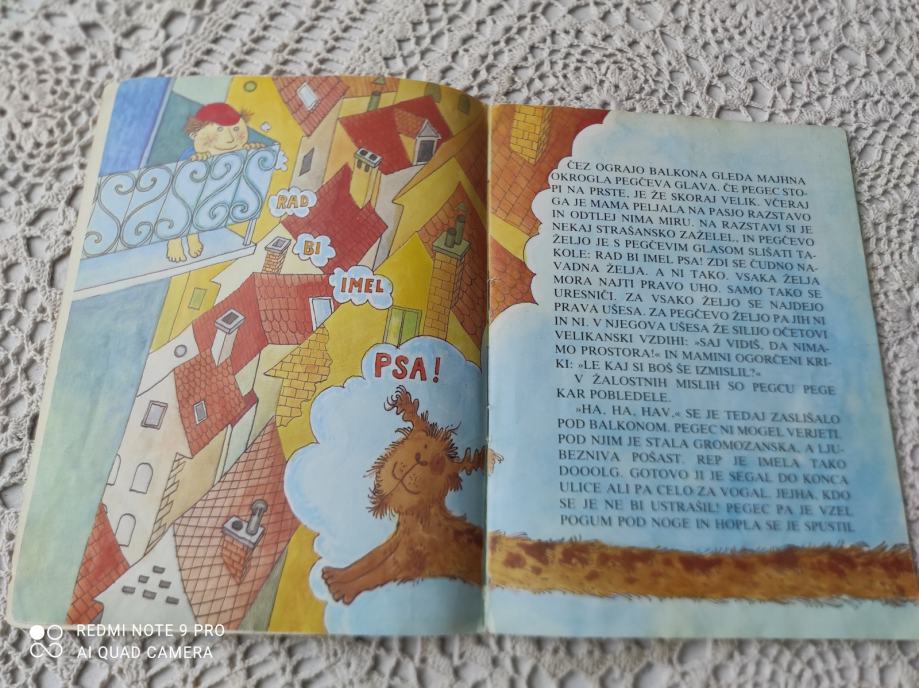 RAD
BI
IMEL
PSA!
ČEZ OGRAJO BALKONA GLEDA MAJHNA
OKROGLA PEGČEVA GLAVA. ČE PEGEC STO-
PI NA PRSTE, JE ŽE SKORAJ VELIK. VČERAJ
GA JE MAMA PELJALA NA PASJO RAZSTAVO
IN ODTLEJ NIMA MIRU. NA RAZSTAVI SI JE
NEKAJ STRAŠANSKO ZAŽELEL, IN PEGČEVO
ŽELJO JE S PEGČEVIM GLASOM SLIŠATI TA-
KOLE: RAD BI IMEL PSA! ZDI SE ČUDNO NA-
VADNA ŽELJA. A NI TAKO. VSAKA ŽELJA
MORA NAJTI PRAVO UHO. SAMO TAKO SE
URESNIČI. ZA VSAKO ŽELJO SE NAJDEJO
PRAVA UŠESA. ZA PEGČEVO ŽELJO PA JIH NI
IN NI. V NJEGOVA UŠESA ŽE SILIJO OČETOVI
VELIKANSKI VZDIHI: »SAJ VIDIŠ, DA NIMA-
MO PROSTORA!« IN MAMINI OGORČENI KRI-
KI: »LE KAJ SI BOŠ ŠE IZMISLIL?«
V ŽALOSTNIH MISLIH SO PEGCU PEGE
KAR POBLEDELE.
»HA, HA, HAV,« SE JE TEDAJ ZASLIŠALO
POD BALKONOM. PEGEC NI MOGEL VERJETI.
POD NJIM JE STALA GROMOZANSKA, A LJU-
BEZNIVA POŠAST. REP JE IMELA TAKO
DOOOLG, GOTOVO JI JE SEGAL DO KONCA
ULICE ALI PA CELO ZA VOGAL. JEJHA, KDO
SE JE NE BI USTRAŠIL! PEGEC PA JE VZEL
POGUM POD NOGE IN HOPLA SE JE SPUSTIL
REDMI NOTE 9 PRO
AI QUAD CAMERA